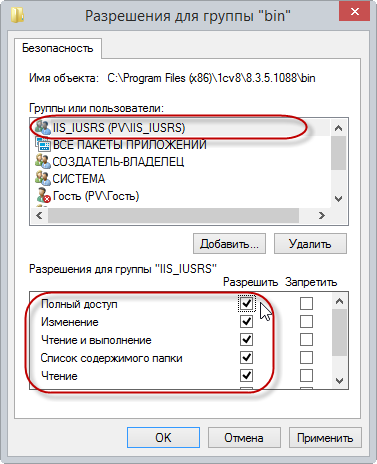 Разрешения для группы "bin"
Безопасность
Имя объекта: C:\Program Files (x86)\1cv8\8.3.5.1088\bin
Группы или пользователи:
IIS_IUSRS (PV\IIS_IUSRS)
ВСЕ ПАКЕТЫ ПРИЛОЖЕНИЙ
СОЗДАТЕЛЬ-ВЛАДЕЛЕЦ
СИСТЕМА
Гость (PV\Гость)
Добавить... Удалить
Разрешения для группы "IIS_IUSRS"
Разрешить Запретить
Полный доступ
Изменение
Чтение и выполнение
Список содержимого папки
Чтение
OK Отмена Применить